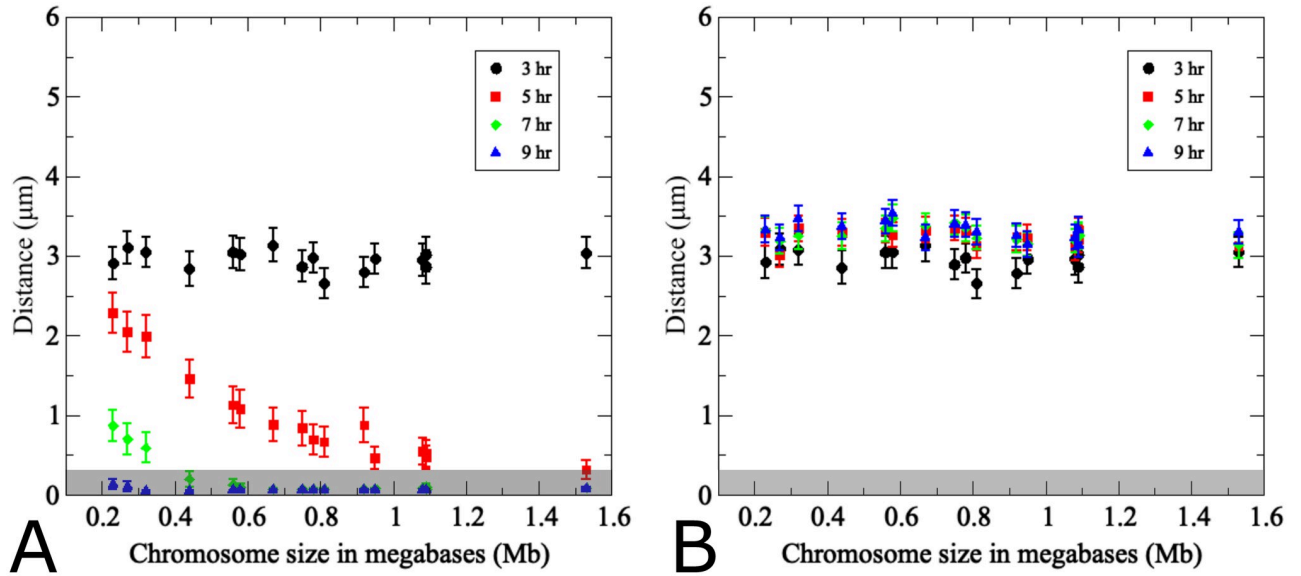 6
5
4
3
2
1
0
Distance (μm)
3 hr
5 hr
7 hr
9 hr
0.2 0.4 0.6 0.8 1 1.2 1.4 1.6
Chromosome size in megabases (Mb)
A
6
5
4
3
2
1
0
Distance (μm)
3 hr
5 hr
7 hr
9 hr
0.2 0.4 0.6 0.8 1 1.2 1.4 1.6
Chromosome size in megabases (Mb)
B